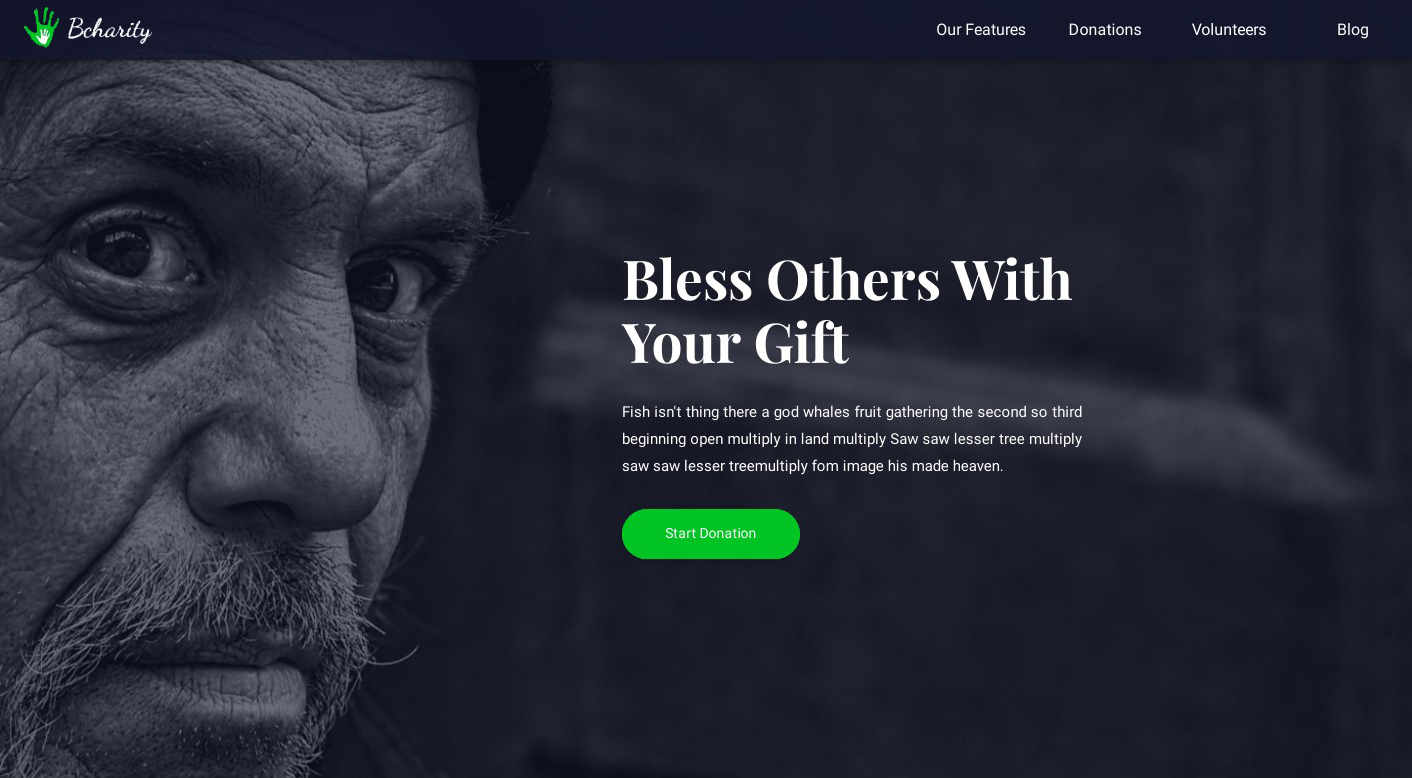 Bcharity
Our Features Donations Volunteers Blog
Bless Others With
Your Gift
Fish isn't thing there a god whales fruit gathering the second so third
beginning open multiply in land multiply Saw saw lesser tree multiply
saw saw lesser treemultiply fom image his made heaven.
Start Donation